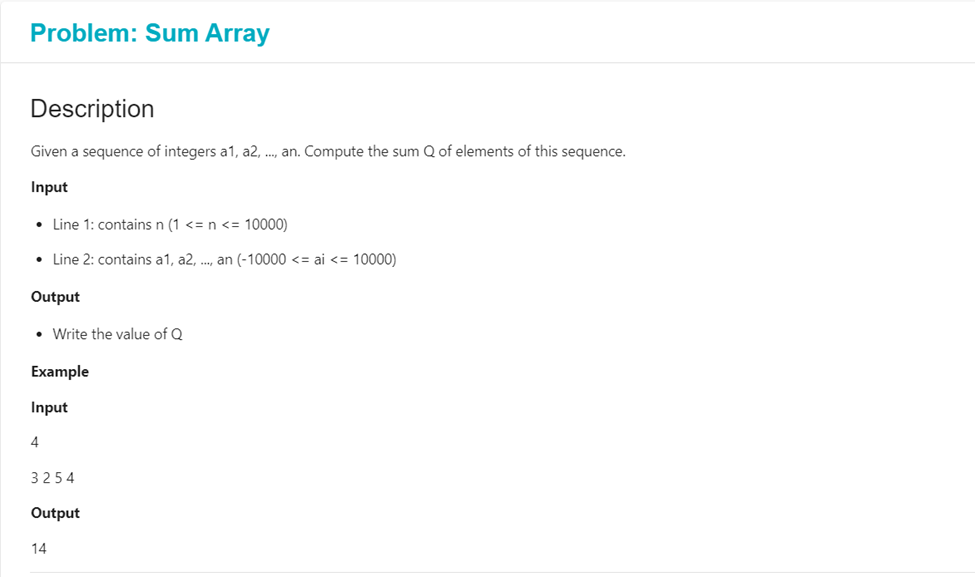 Problem: Sum Array
Description
Given a sequence of integers a1, a2, ..., an. Compute the sum Q of elements of this sequence.
Input
• Line 1: contains n (1 <= n <= 10000)
• Line 2: contains a1, a2, ..., an (-10000 <= ai <= 10000)
Output
• Write the value of Q
Example
Input
4
3 2 5 4
Output
14